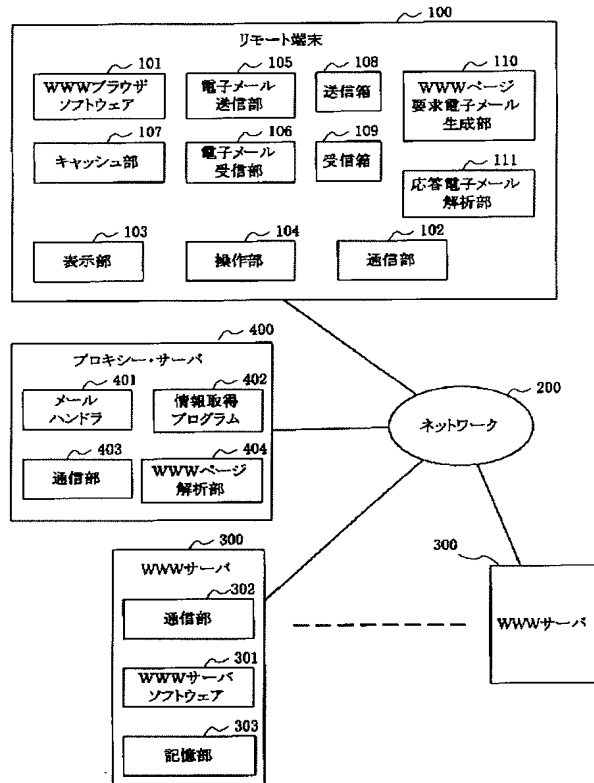 100
リモート端末
101
WWWブラウザ
ソフトウェア
105
電子メール
送信部
108
送信箱
110
WWWページ
要求電子メール
生成部
107
キャッシュ部
106
電子メール
受信部
109
受信箱
111
応答電子メール
解析部
103
表示部
104
操作部
102
通信部
400
プロキシー・サーバ
401
メール
ハンドラ
402
情報取得
プログラム
403
通信部
404
WWWページ
解析部
200
ネットワーク
300
WWWサーバ
302
通信部
301
WWWサーバ
ソフトウェア
303
記憶部
300
WWWサーバ